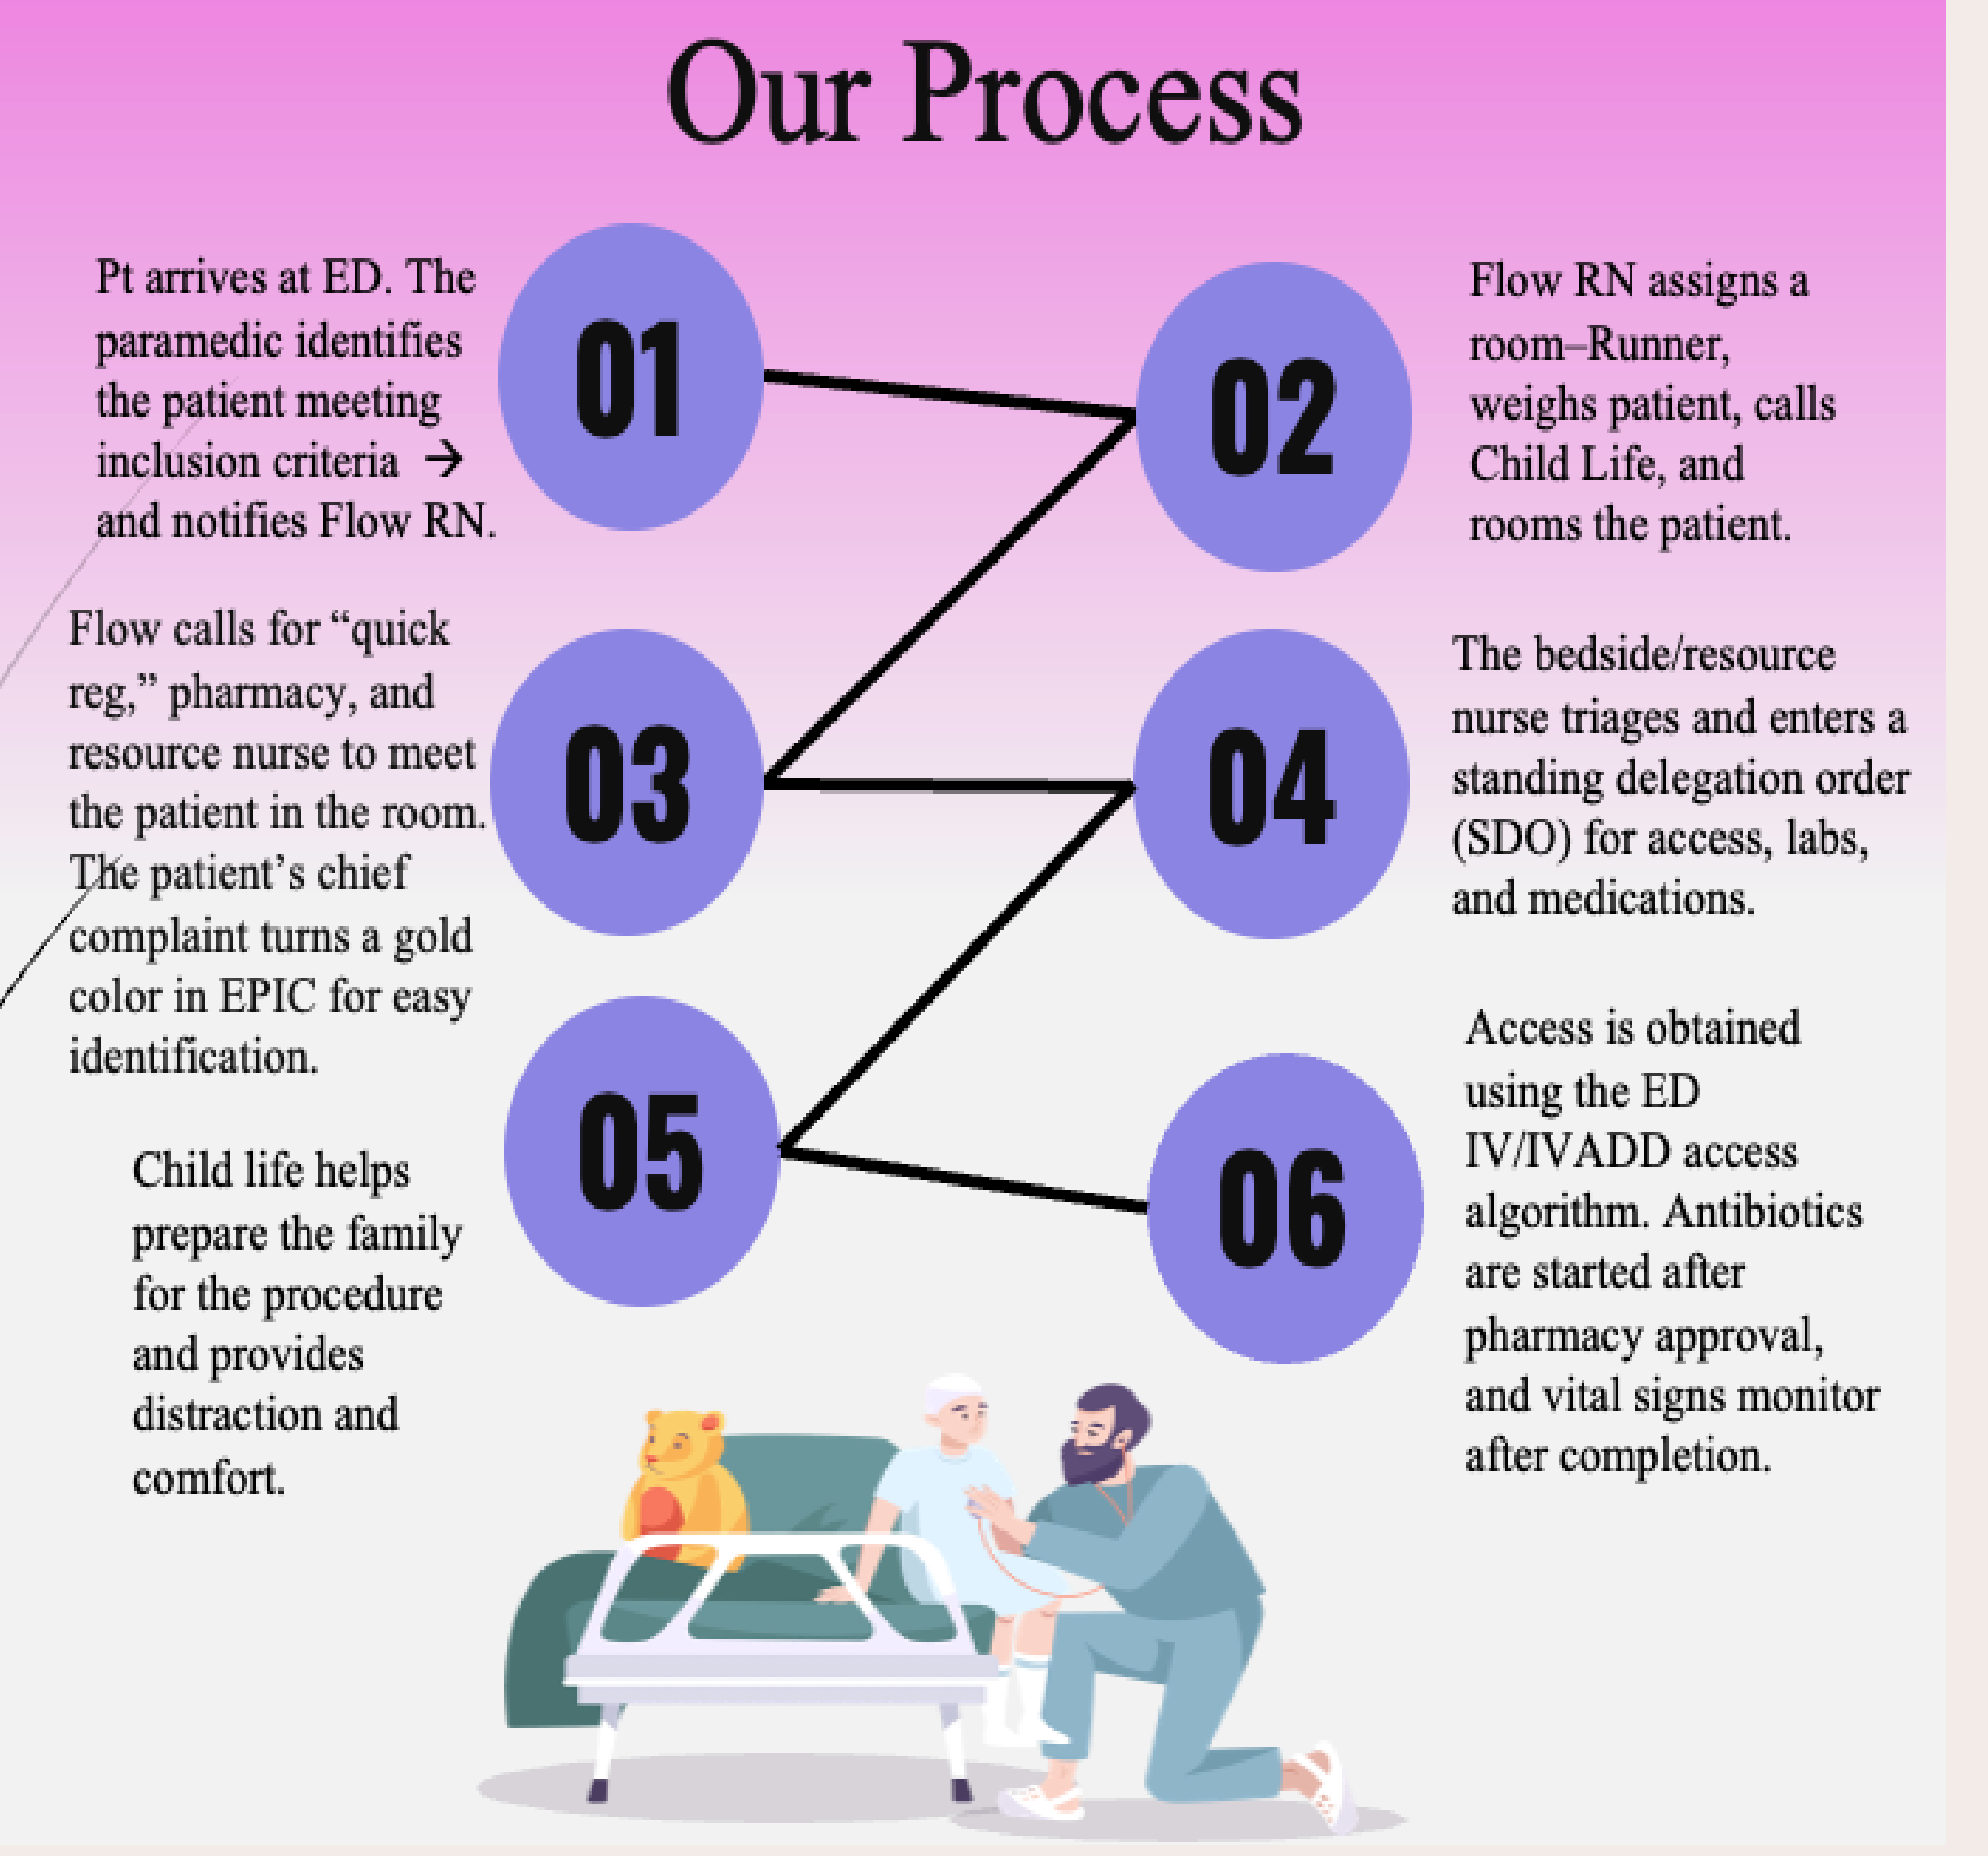 Our Process
01
Pt arrives at ED. The
paramedic identifies
the patient meeting
inclusion criteria →
and notifies Flow RN.
02
Flow RN assigns a
room–Runner,
weighs patient, calls
Child Life, and
rooms the patient.
03
Flow calls for “quick
reg,” pharmacy, and
resource nurse to meet
the patient in the room.
The patient’s chief
complaint turns a gold
color in EPIC for easy
identification.
04
The bedside/resource
nurse triages and enters a
standing delegation order
(SDO) for access, labs,
and medications.
05
Child life helps
prepare the family
for the procedure
and provides
distraction and
comfort.
06
Access is obtained
using the ED
IV/IVADD access
algorithm. Antibiotics
are started after
pharmacy approval,
and vital signs monitor
after completion.